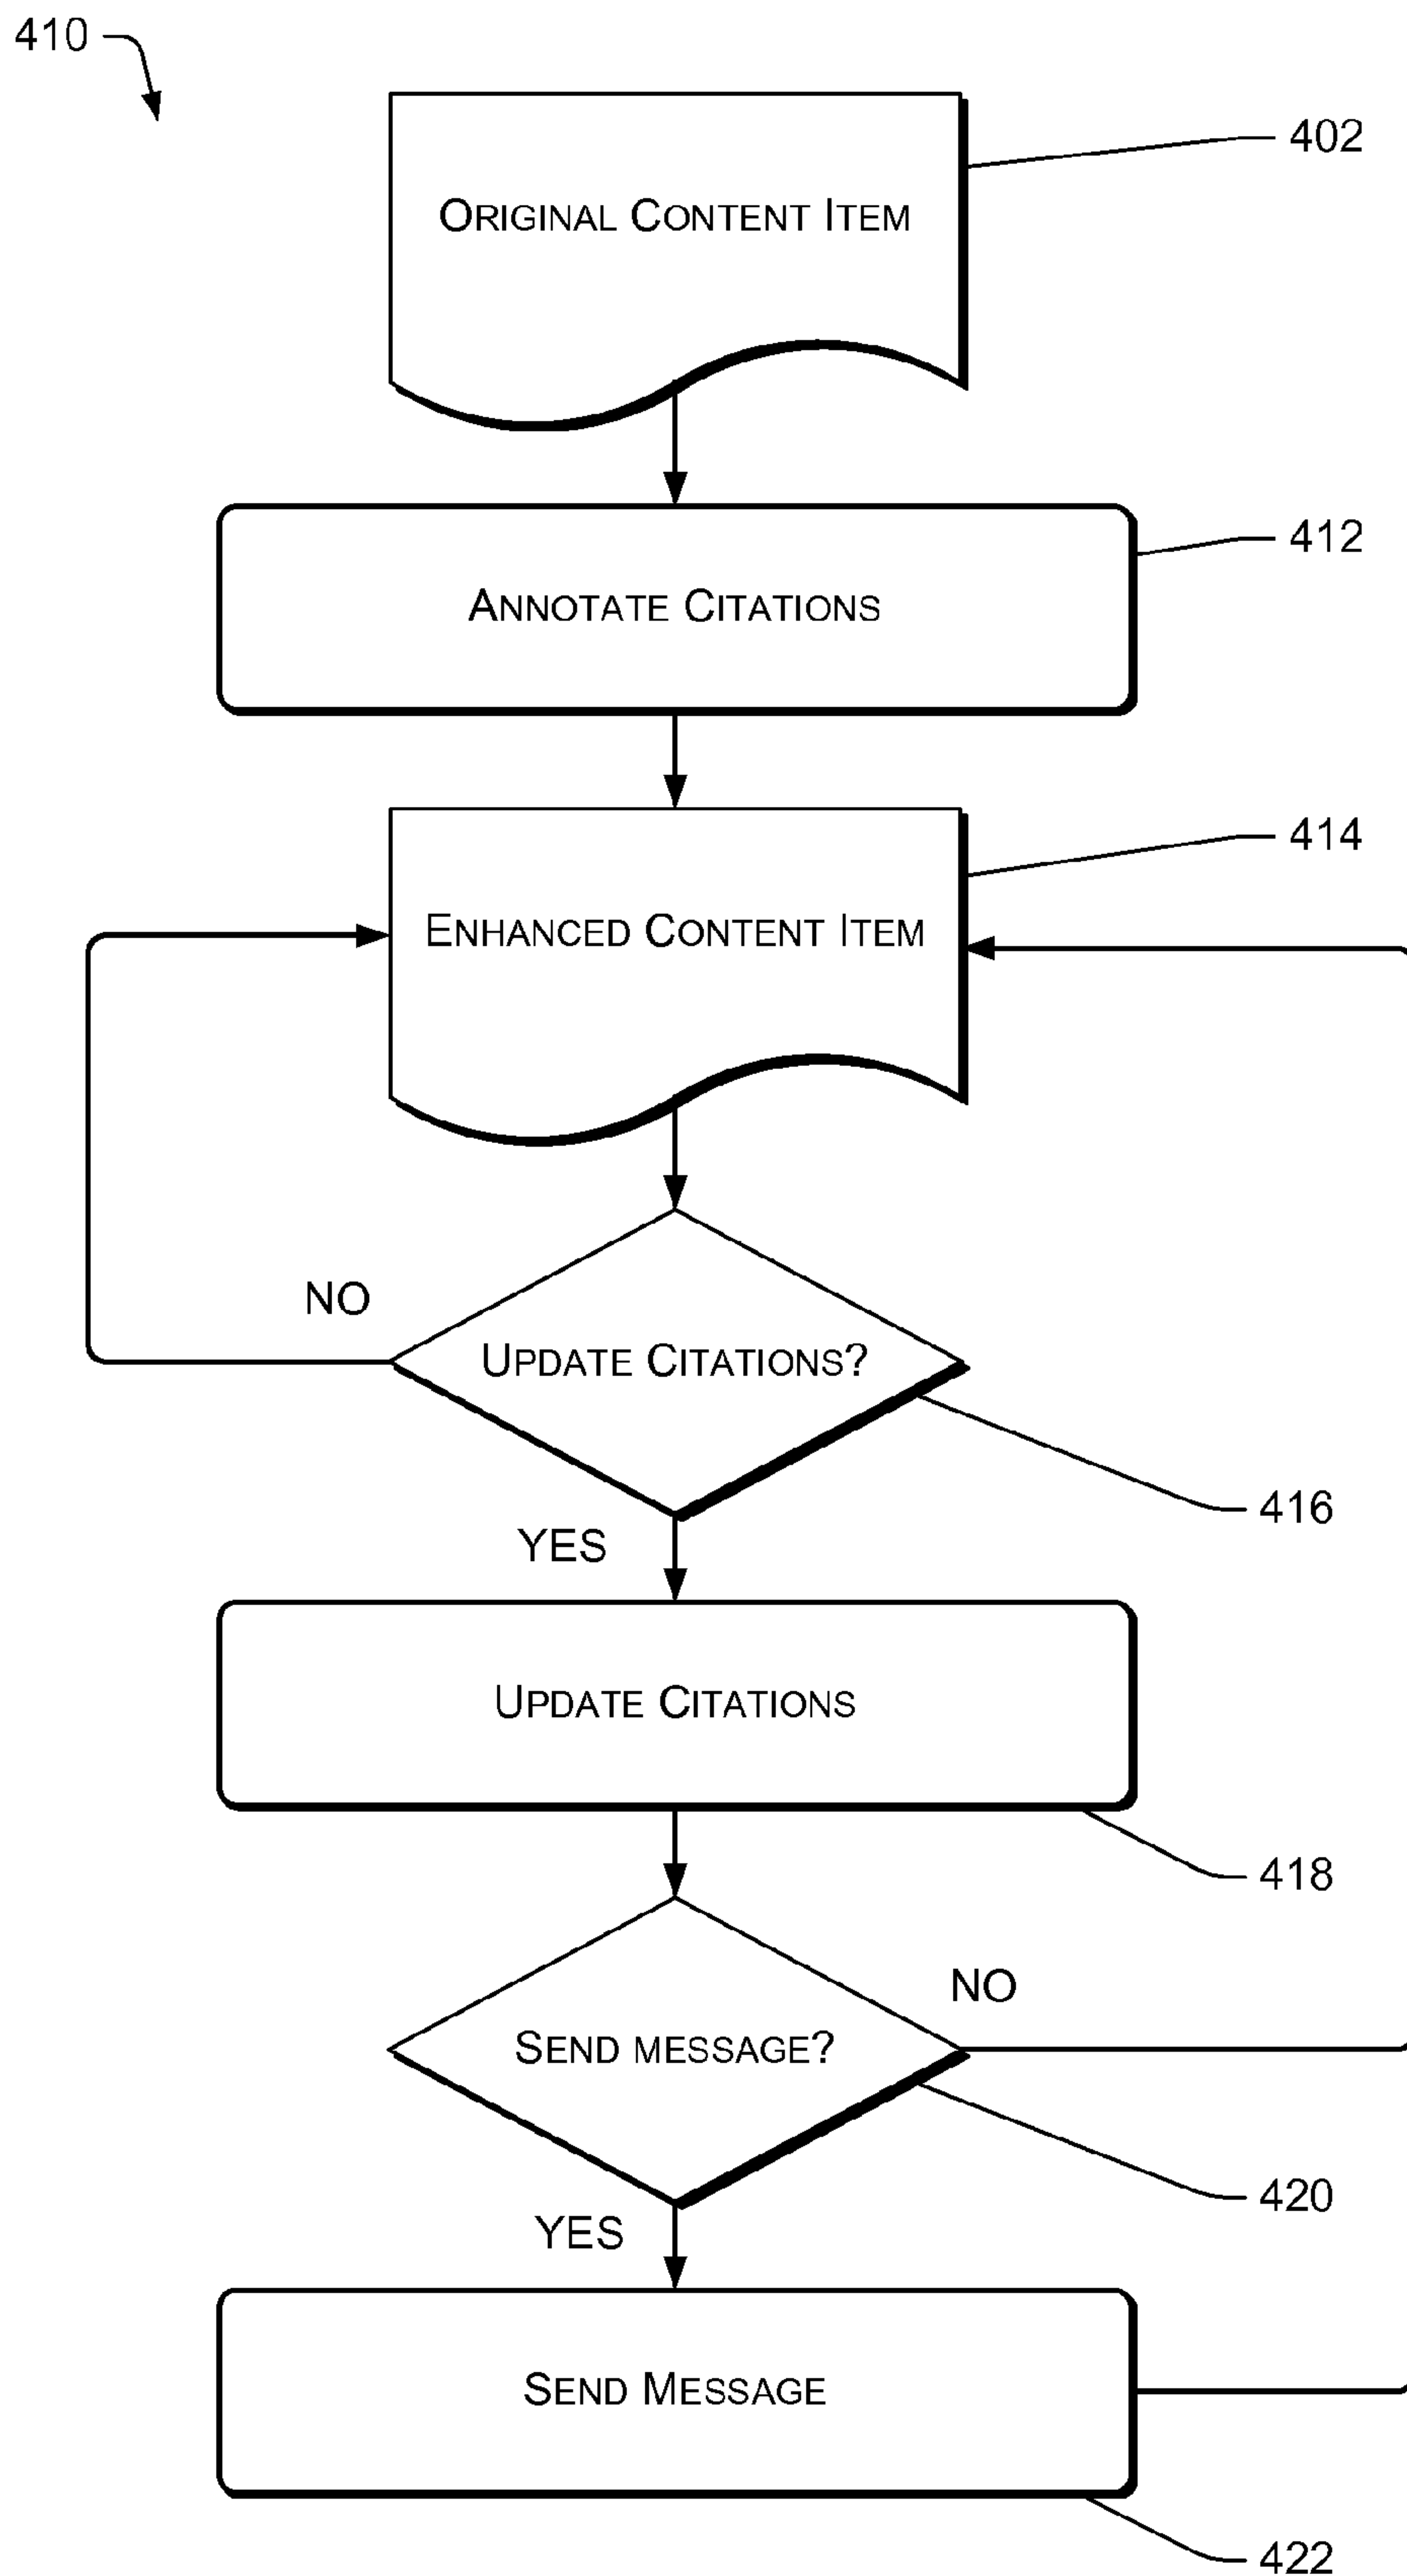 410
402
ORIGINAL CONTENT ITEM
412
ANNOTATE CITATIONS
414
ENHANCED CONTENT ITEM
NO
UPDATE CITATIONS?
416
YES
UPDATE CITATIONS
418
NO
SEND MESSAGE?
420
YES
SEND MESSAGE
422